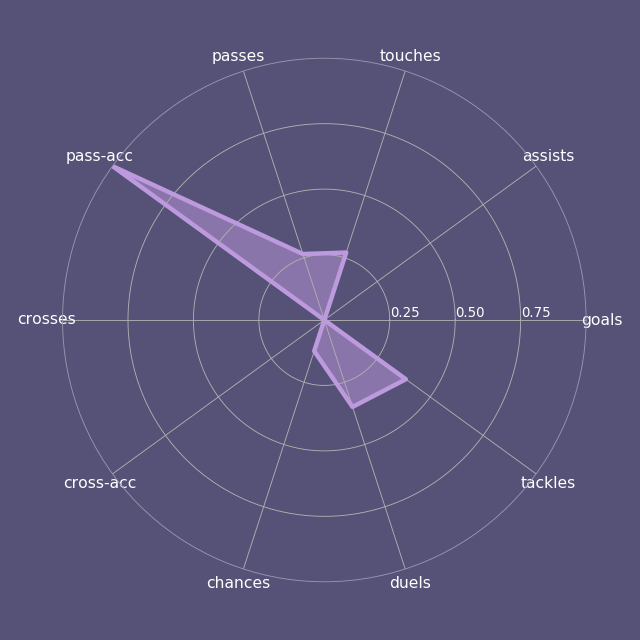 passes
touches
pass-acc
assists
crosses
0.25
0.50
0.75
goals
cross-acc
tackles
chances
duels